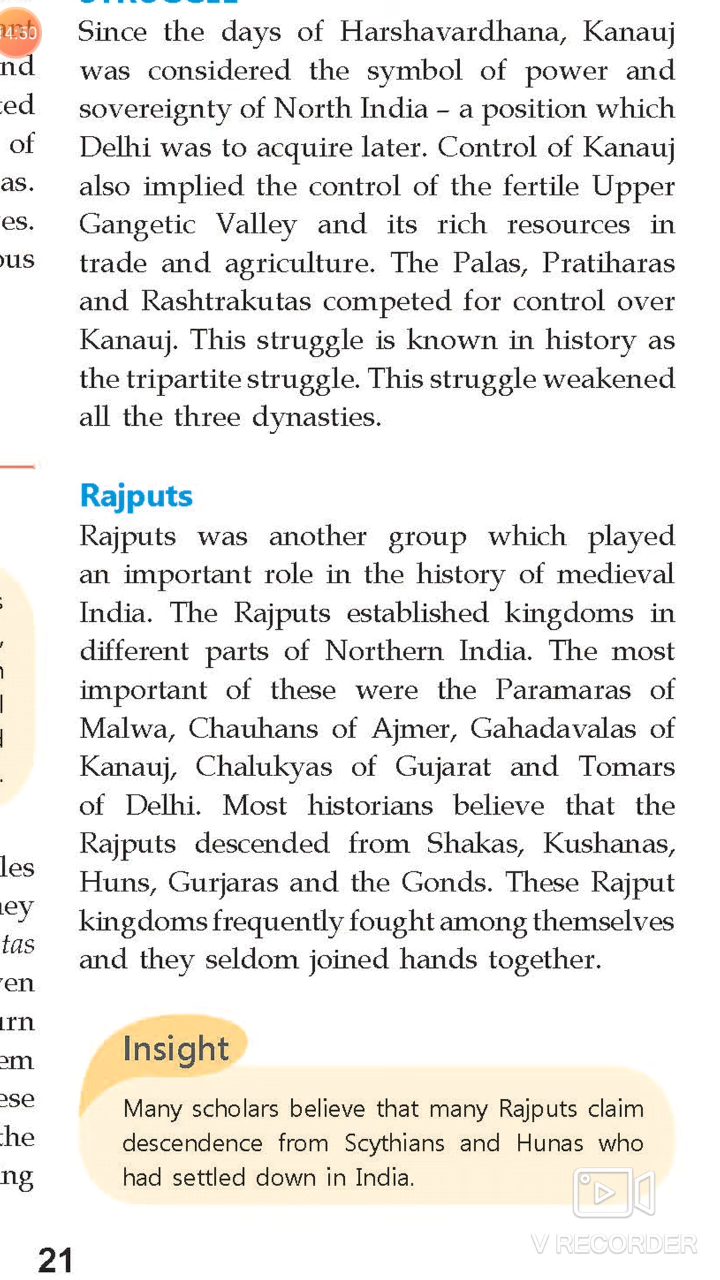 14:30
Since the days of Harshavardhana, Kanauj
was considered the symbol of power and
sovereignty of North India – a position which
Delhi was to acquire later. Control of Kanauj
also implied the control of the fertile Upper
Gangetic Valley and its rich resources in
trade and agriculture. The Palas, Pratiharas
and Rashtrakutas competed for control over
Kanauj. This struggle is known in history as
the tripartite struggle. This struggle weakened
all the three dynasties.
Rajputs
Rajputs was another group which played
an important role in the history of medieval
India. The Rajputs established kingdoms in
different parts of Northern India. The most
important of these were the Paramaras of
Malwa, Chauhans of Ajmer, Gahadavalas of
Kanauj, Chalukyas of Gujarat and Tomars
of Delhi. Most historians believe that the
Rajputs descended from Shakas, Kushanas,
Huns, Gurjaras and the Gonds. These Rajput
kingdoms frequently fought among themselves
and they seldom joined hands together.
Insight
Many scholars believe that many Rajputs claim
descendence from Scythians and Hunas who
had settled down in India.
V RECORDER
21